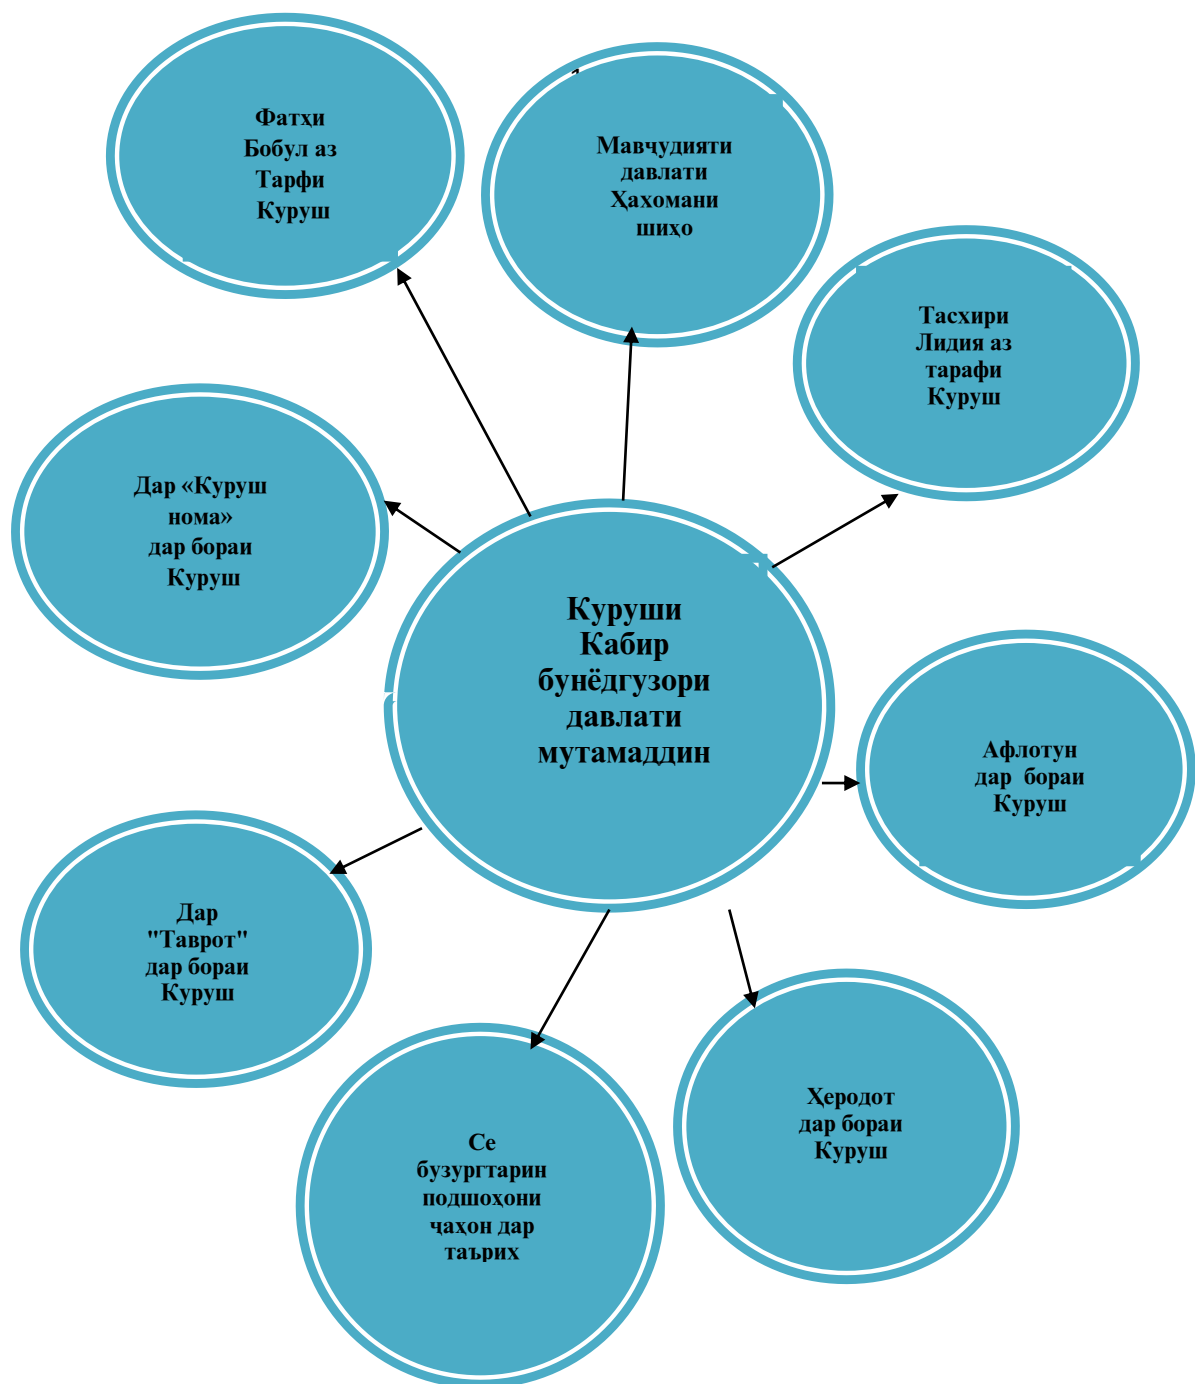 Фатҳи
Бобул аз
Тарфи
Куруш
Мавҷудияти
давлати
Ҳахомани
шиҳо
Тасхири
Лидия аз
тарафи
Куруш
Дар «Куруш
нома»
дар бораи
Куруш
Куруши
Кабир
бунёдгузори
давлати
мутамаддин
Афлотун
дар бораи
Куруш
Дар
"Таврот"
дар бораи
Куруш
Ҳеродот
дар бораи
Куруш
Се
бузургтарин
подшоҳони
ҷаҳон дар
таърих